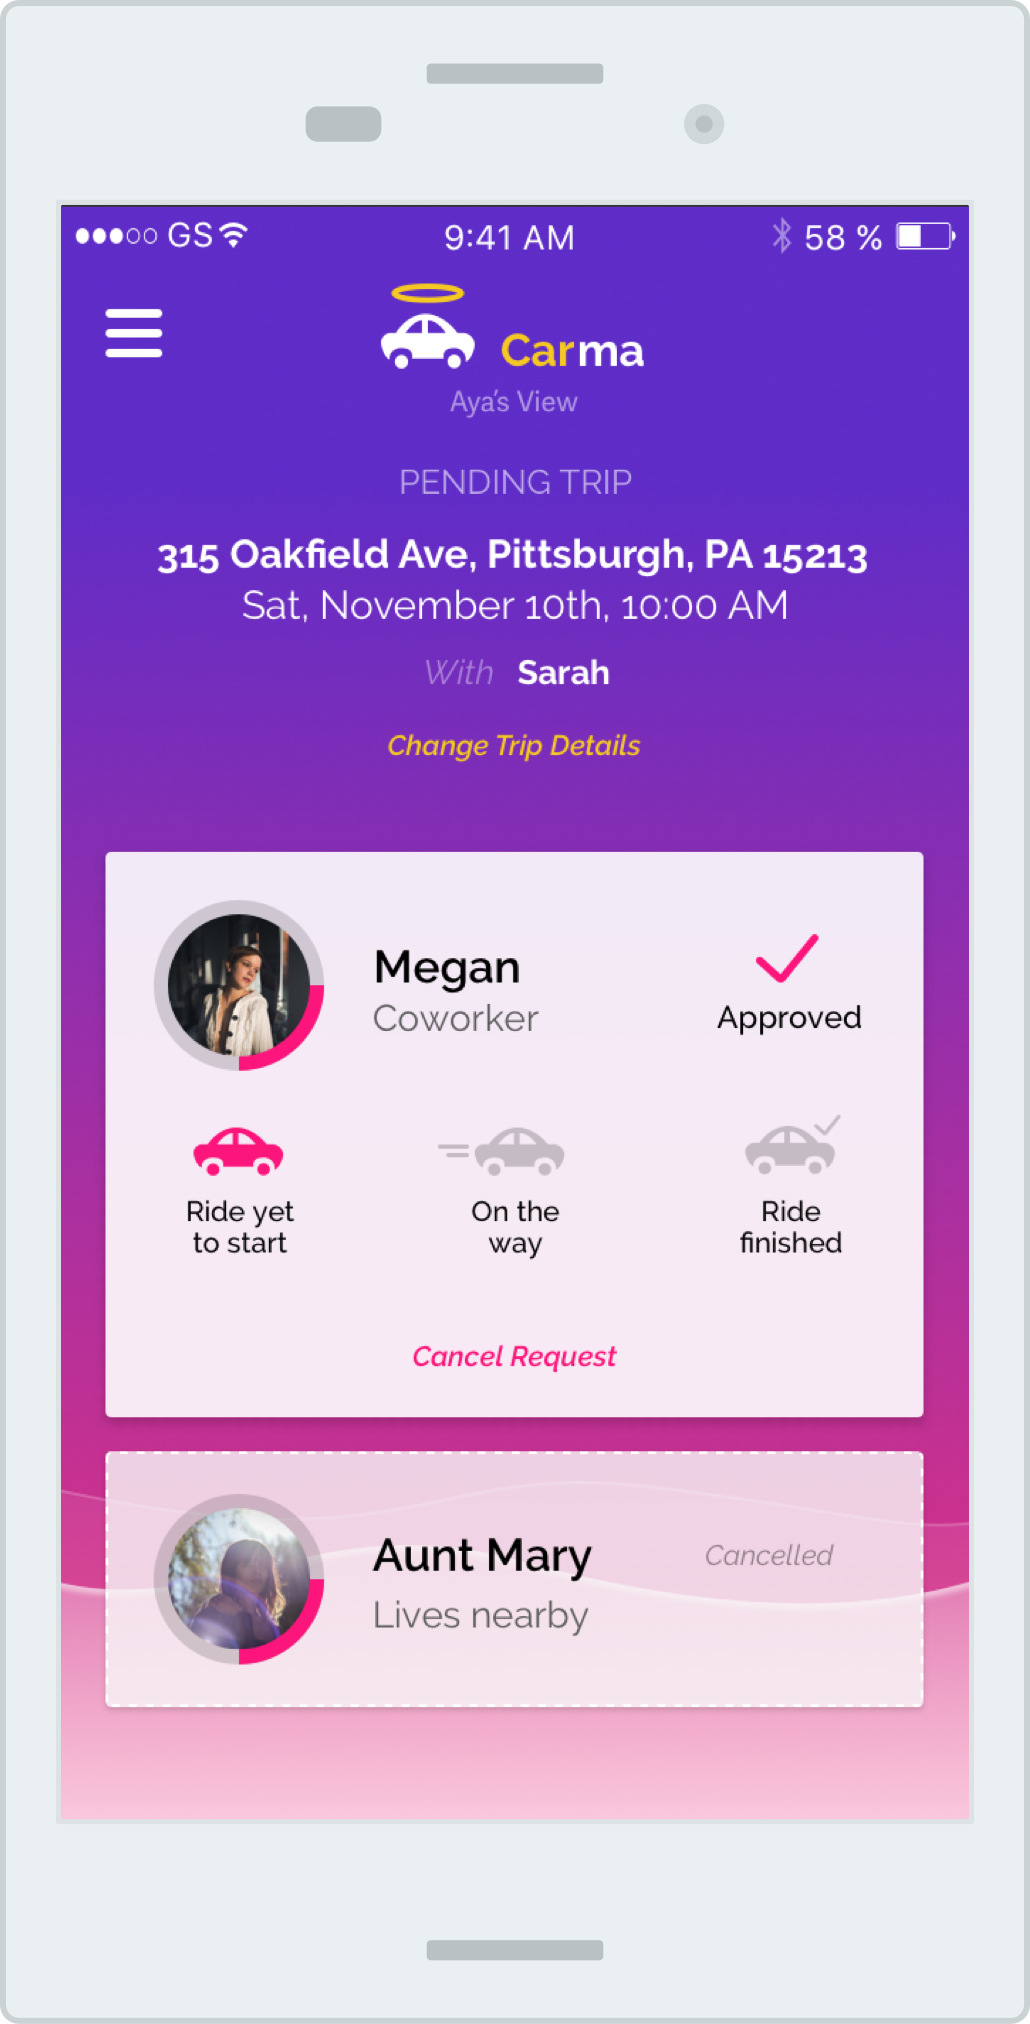 GS 9:41 AM 58 %
Carma
Aya's View
PENDING TRIP
315 Oakfield Ave, Pittsburgh, PA 15213
Sat, November 10th, 10:00 AM
With Sarah
Change Trip Details
Megan
Coworker
Approved
Ride yet
to start
On the
way
Ride
finished
Cancel Request
Aunt Mary
Cancelled
Lives nearby